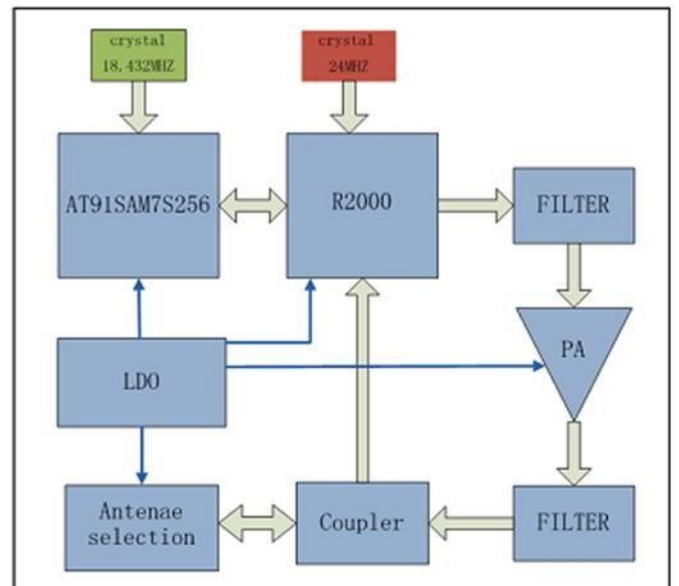 crystal
18.432MHZ
crystal
24MHZ
AT91SAM7S256
R2000
FILTER
PA
LDO
Antenae
selection
Coupler
FILTER